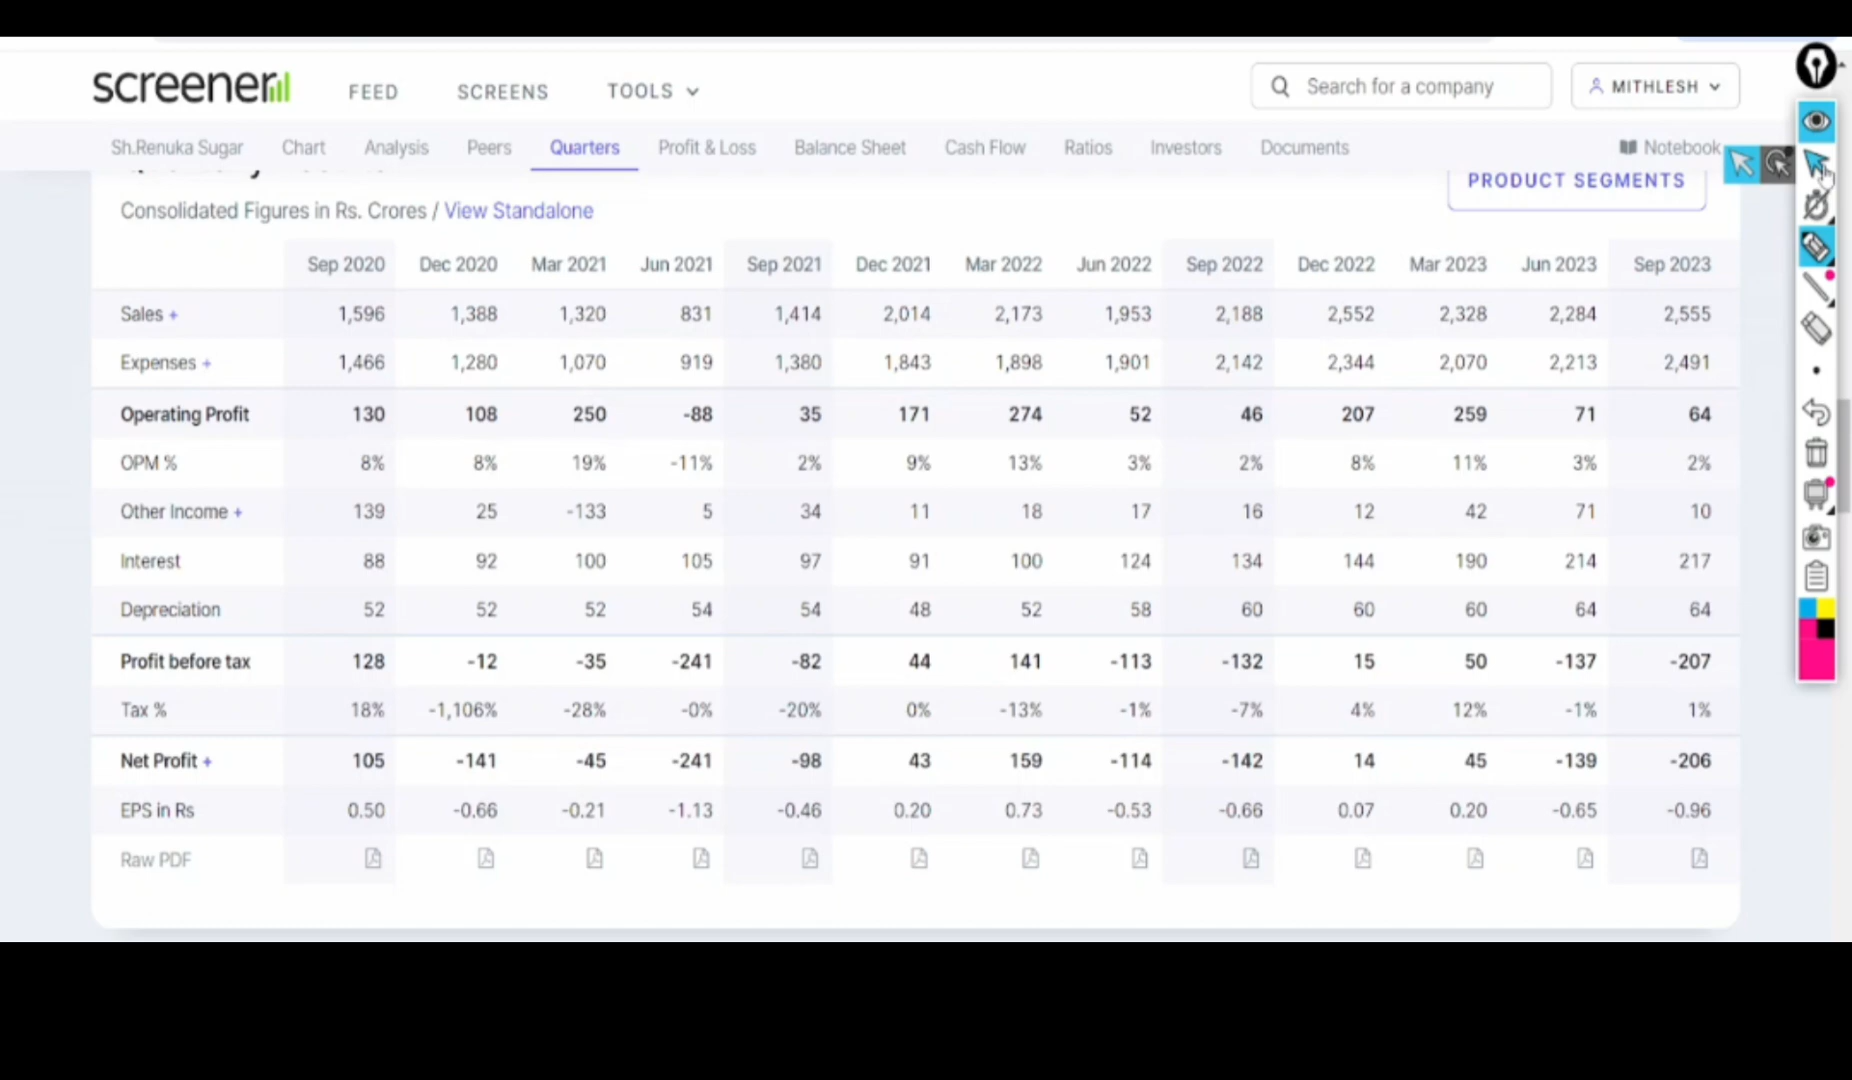 screener
FEED SCREENS TOOLS
Search for a company
MITHLESH
Sh.Renuka Sugar Chart Analysis Peers Quarters Profit & Loss Balance Sheet Cash Flow Ratios Investors Documents Notebook
PRODUCT SEGMENTS
Consolidated Figures in Rs. Crores / View Standalone
Sep 2020 Dec 2020 Mar 2021 Jun 2021 Sep 2021 Dec 2021 Mar 2022 Jun 2022 Sep 2022 Dec 2022 Mar 2023 Jun 2023 Sep 2023
Sales + 1,596 1,388 1,320 831 1,414 2,014 2,173 1,953 2,188 2,552 2,328 2,284 2,555
Expenses + 1,466 1,280 1,070 919 1,380 1,843 1,898 1,901 2,142 2,344 2,070 2,213 2,491
Operating Profit 130 108 250 -88 35 171 274 52 46 207 259 71 64
OPM % 8% 8% 19% -11% 2% 9% 13% 3% 2% 8% 11% 3% 2%
Other Income + 139 25 -133 5 34 11 18 17 16 12 42 71 10
Interest 88 92 100 105 97 91 100 124 134 144 190 214 217
Depreciation 52 52 52 54 54 48 52 58 60 60 60 64 64
Profit before tax 128 -12 -35 -241 -82 44 141 -113 -132 15 50 -137 -207
Tax % 18% -1,106% -28% -0% -20% 0% -13% -1% -7% 4% 12% -1% 1%
Net Profit + 105 -141 -45 -241 -98 43 159 -114 -142 14 45 -139 -206
EPS in Rs 0.50 -0.66 -0.21 -1.13 -0.46 0.20 0.73 -0.53 -0.66 0.07 0.20 -0.65 -0.96
Raw PDF